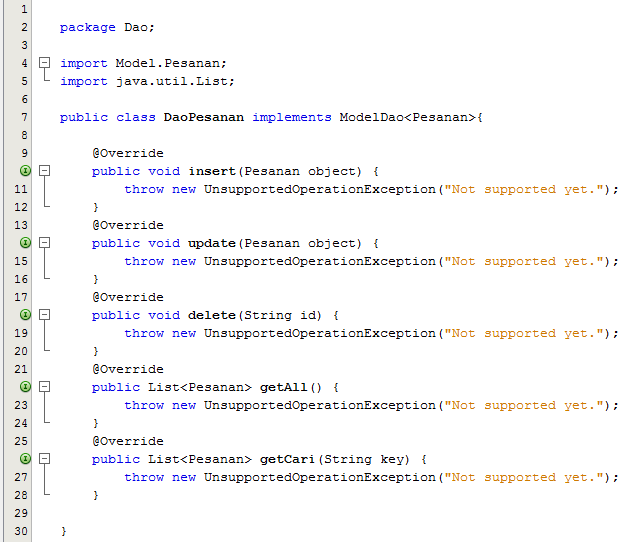 1
2 package Dao;
3
4 import Model.Pesanan;
5 import java.util.List;
6
7 public class DaoPesanan implements ModelDao<Pesanan>{
8
9 @Override
public void insert(Pesanan object) {
11 throw new UnsupportedOperationException("Not supported yet.");
12 }
13 @Override
public void update(Pesanan object) {
15 throw new UnsupportedOperationException("Not supported yet.");
16 }
17 @Override
public void delete(String id) {
19 throw new UnsupportedOperationException("Not supported yet.");
20 }
21 @Override
public List<Pesanan> getAll() {
23 throw new UnsupportedOperationException("Not supported yet.");
24 }
25 @Override
public List<Pesanan> getCari(String key) {
27 throw new UnsupportedOperationException("Not supported yet.");
28 }
29
30 }